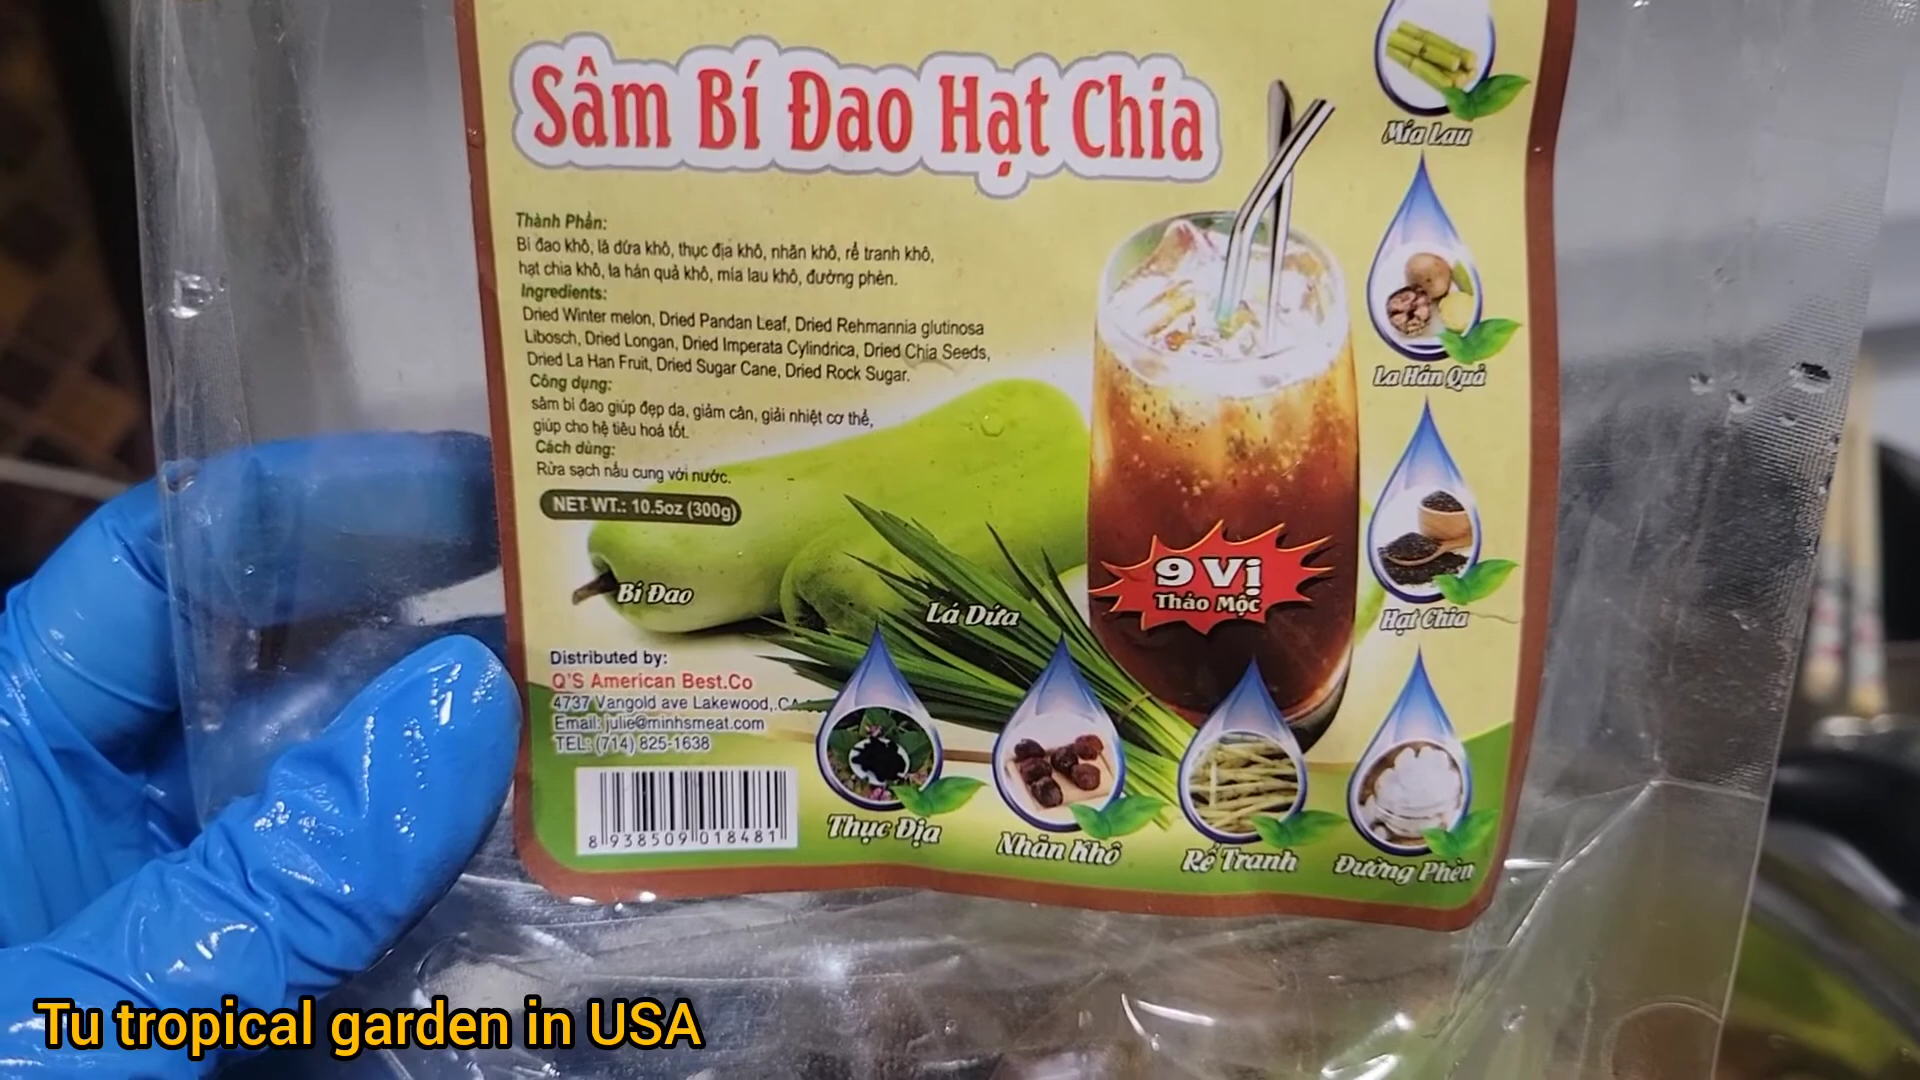 Sâm Bí Đao Hạt Chia
Mía Lau
Thành Phần:
Bí đao khô, lá dứa khô, thục địa khô, nhãn khô, rể tranh khô,
hạt chia khô, la hán quả khô, mía lau khô, đường phèn.
Ingredients:
Dried Winter melon, Dried Pandan Leaf, Dried Rehmannia glutinosa
Libosch, Dried Longan, Dried Imperata Cylindrica, Dried Chia Seeds,
Dried La Han Fruit, Dried Sugar Cane, Dried Rock Sugar.
La Hán Quả
Công dụng:
sâm bí đao giúp đẹp da, giảm cân, giải nhiệt cơ thể,
giúp cho hệ tiêu hoá tốt.
Cách dùng:
Rửa sạch nấu cung với nước.
NET WT.: 10.5oz (300g)
9 Vị
Thảo Mộc
Bí Đao
Lá Dứa
Hạt Chia
Distributed by:
Q'S American Best.Co
4737 Vangold ave Lakewood,.CA
Email: julie@minhsmeat.com
TEL: (714) 825-1638
8 938509 018481
Thục Địa
Nhãn Khô
Rể Tranh
Đường Phèn
Tu tropical garden in USA